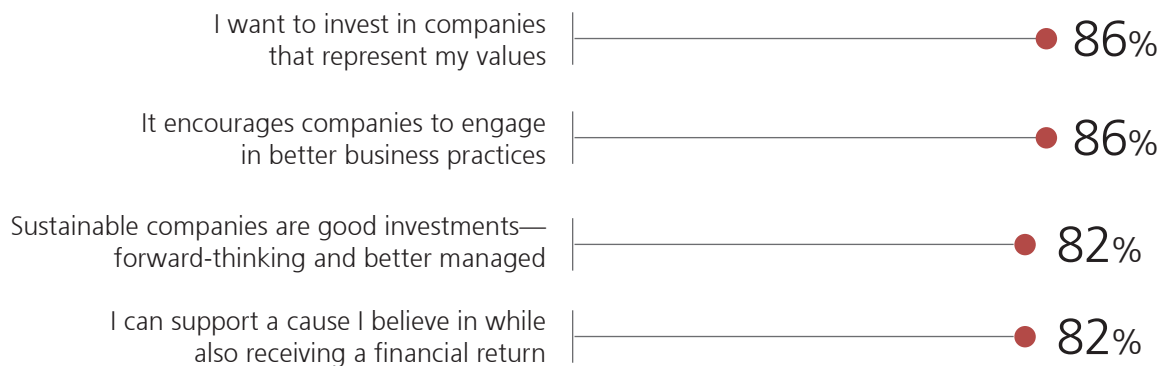 I want to invest in companies
that represent my values
86%
It encourages companies to engage
in better business practices
86%
Sustainable companies are good investments—
forward-thinking and better managed
82%
I can support a cause I believe in while
also receiving a financial return
82%